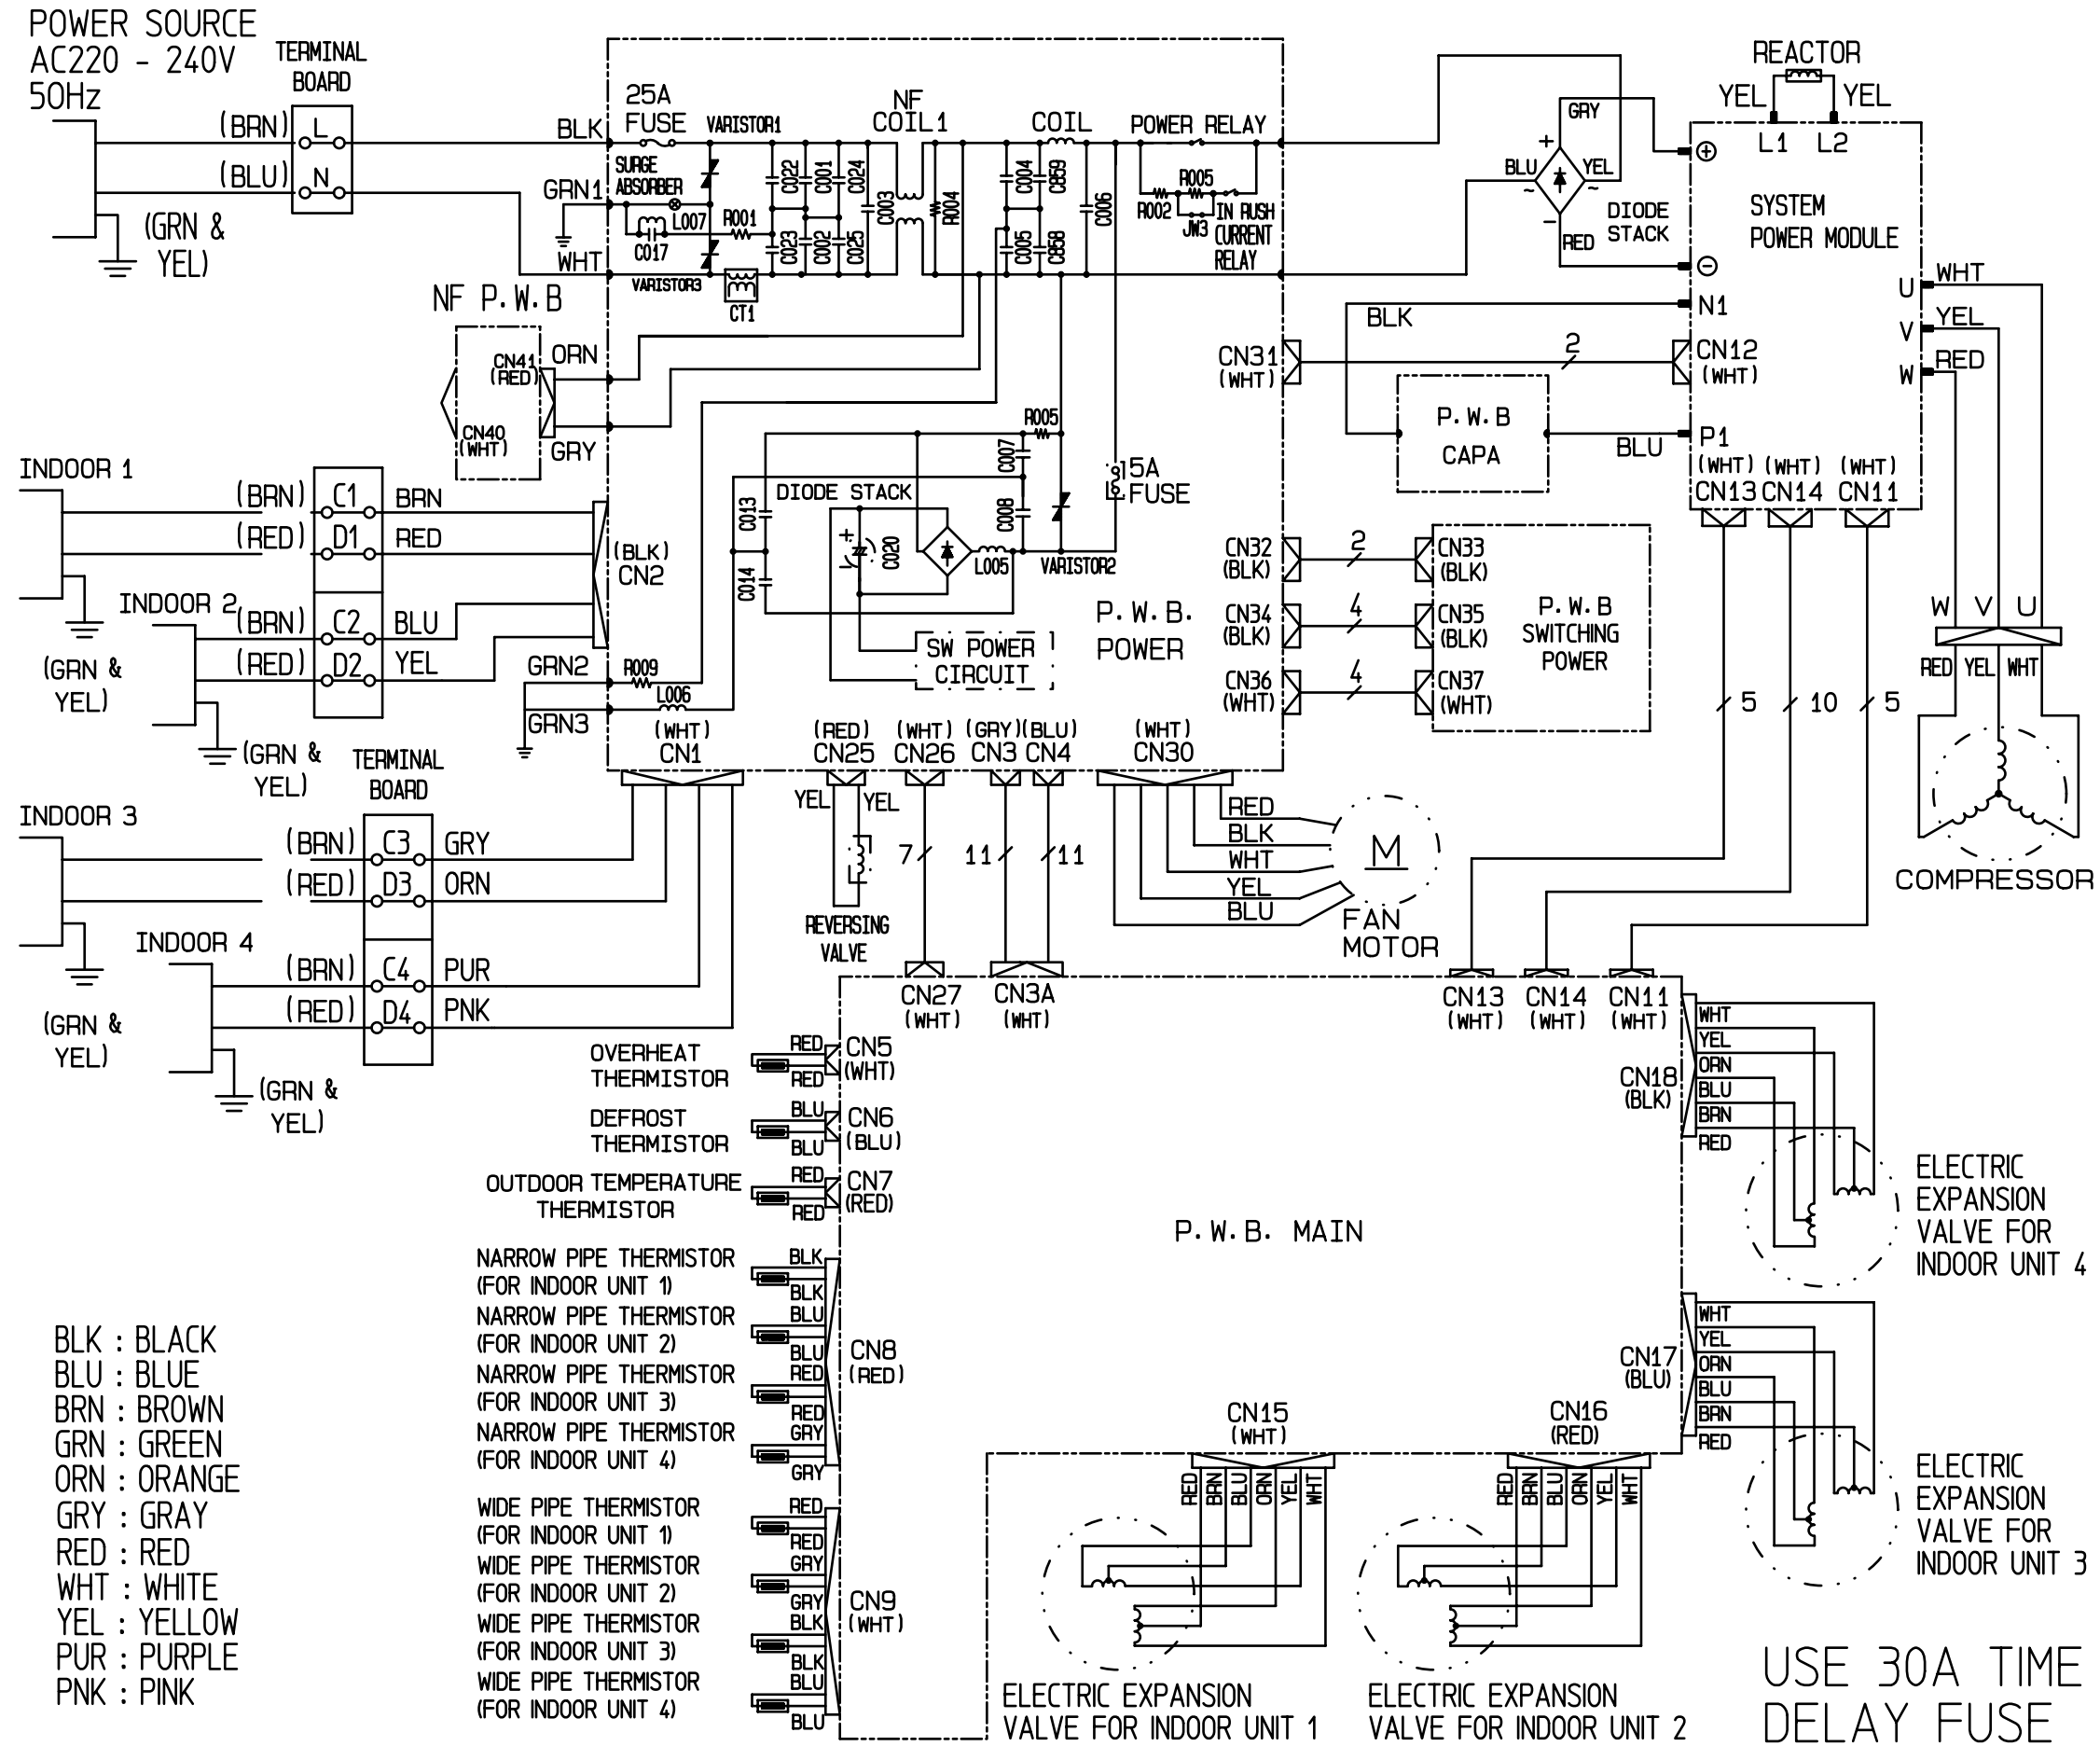 POWER SOURCE
AC220 - 240V
50Hz
TERMINAL
BOARD
(BRN)
L
(BLU)
N
(GRN &
YEL)
BLK
GRN1
WHT
25A
FUSE
VARISTOR1
SURGE
ABSORBER
L007
C017
R001
VARISTOR3
CT1
C022
C001
C024
C023
C002
C025
C003
NF
COIL1
R004
COIL
C004
C859
C005
C858
C006
POWER RELAY
R005
R002
JW3
IN RUSH
CURRENT
RELAY
GRY
+
BLU
YEL
~
~
-
RED
DIODE
STACK
REACTOR
YEL
YEL
L1
L2
+
SYSTEM
POWER MODULE
-
N1
BLK
U
WHT
V
YEL
W
RED
NF P.W.B
CN41
(RED)
CN40
(WHT)
ORN
GRY
CN31
(WHT)
2
CN12
(WHT)
P.W.B
CAPA
BLU
P1
(WHT)
CN13
(WHT)
CN14
(WHT)
CN11
INDOOR 1
(BRN)
C1
BRN
(RED)
D1
RED
INDOOR 2
(BRN)
C2
BLU
(RED)
D2
YEL
(GRN &
YEL)
(GRN &
YEL)
(BLK)
CN2
R005
C007
C008
C013
C014
DIODE STACK
+
-
C020
L005
VARISTOR2
5A
FUSE
SW POWER
CIRCUIT
P.W.B.
POWER
GRN2
R009
L006
GRN3
CN32
(BLK)
2
CN33
(BLK)
CN34
(BLK)
4
CN35
(BLK)
CN36
(WHT)
4
CN37
(WHT)
P.W.B
SWITCHING
POWER
(WHT)
CN1
(RED)
CN25
(WHT)
CN26
(GRY)
CN3
(BLU)
CN4
(WHT)
CN30
5
10
5
W
V
U
RED
YEL
WHT
COMPRESSOR
TERMINAL
BOARD
INDOOR 3
(BRN)
C3
GRY
(RED)
D3
ORN
INDOOR 4
(BRN)
C4
PUR
(RED)
D4
PNK
(GRN &
YEL)
(GRN &
YEL)
YEL
YEL
REVERSING
VALVE
7
11
11
RED
BLK
WHT
YEL
BLU
M
FAN
MOTOR
CN27
(WHT)
CN3A
(WHT)
CN13
(WHT)
CN14
(WHT)
CN11
(WHT)
OVERHEAT
THERMISTOR
RED
RED
CN5
(WHT)
DEFROST
THERMISTOR
BLU
BLU
CN6
(BLU)
OUTDOOR TEMPERATURE
THERMISTOR
RED
RED
CN7
(RED)
P.W.B. MAIN
NARROW PIPE THERMISTOR
(FOR INDOOR UNIT 1)
BLK
BLK
NARROW PIPE THERMISTOR
(FOR INDOOR UNIT 2)
BLU
BLU
NARROW PIPE THERMISTOR
(FOR INDOOR UNIT 3)
RED
RED
NARROW PIPE THERMISTOR
(FOR INDOOR UNIT 4)
GRY
GRY
CN8
(RED)
WIDE PIPE THERMISTOR
(FOR INDOOR UNIT 1)
RED
RED
WIDE PIPE THERMISTOR
(FOR INDOOR UNIT 2)
GRY
GRY
WIDE PIPE THERMISTOR
(FOR INDOOR UNIT 3)
BLK
BLK
WIDE PIPE THERMISTOR
(FOR INDOOR UNIT 4)
BLU
BLU
CN9
(WHT)
CN18
(BLK)
WHT
YEL
ORN
BLU
BRN
RED
ELECTRIC
EXPANSION
VALVE FOR
INDOOR UNIT 4
CN17
(BLU)
WHT
YEL
ORN
BLU
BRN
RED
ELECTRIC
EXPANSION
VALVE FOR
INDOOR UNIT 3
CN15
(WHT)
RED
BRN
BLU
ORN
YEL
WHT
ELECTRIC EXPANSION
VALVE FOR INDOOR UNIT 1
CN16
(RED)
RED
BRN
BLU
ORN
YEL
WHT
ELECTRIC EXPANSION
VALVE FOR INDOOR UNIT 2
BLK : BLACK
BLU : BLUE
BRN : BROWN
GRN : GREEN
ORN : ORANGE
GRY : GRAY
RED : RED
WHT : WHITE
YEL : YELLOW
PUR : PURPLE
PNK : PINK
USE 30A TIME
DELAY FUSE